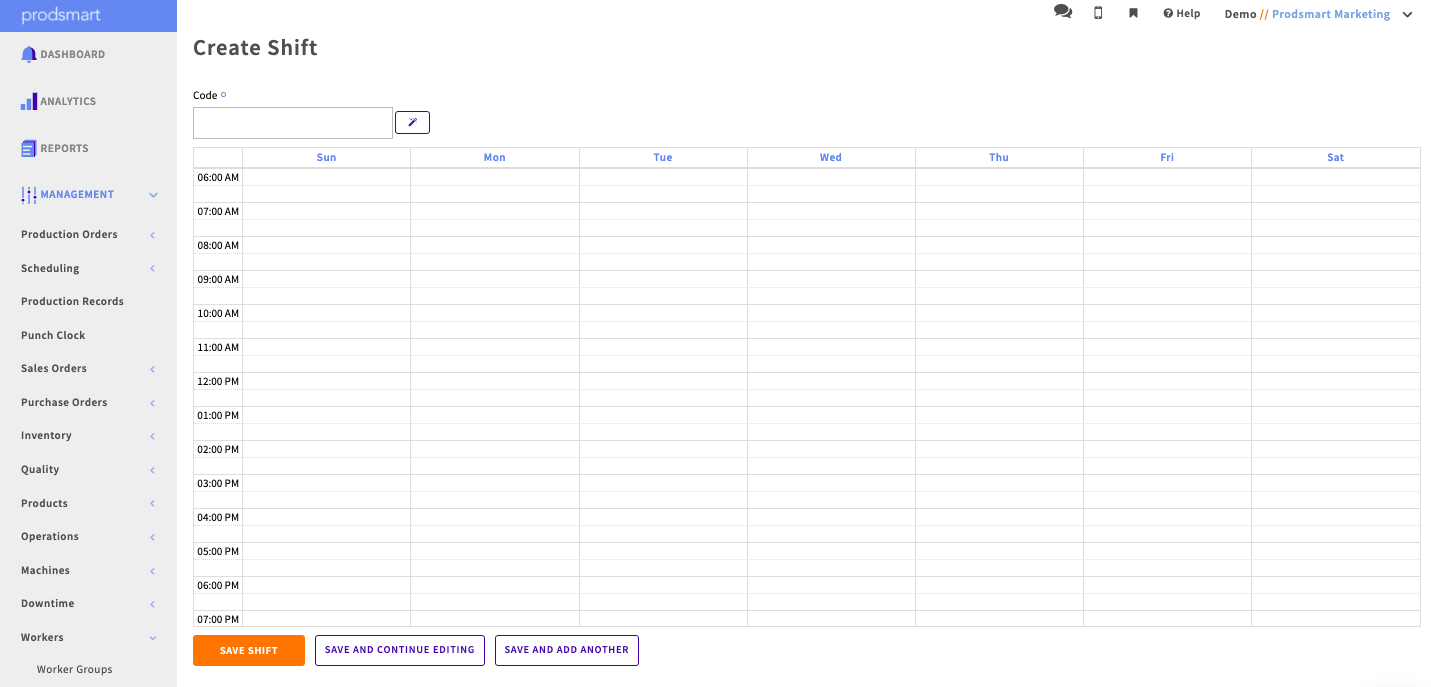 prodsmart
Help
Demo // Prodsmart Marketing
DASHBOARD
ANALYTICS
REPORTS
MANAGEMENT
Production Orders
Scheduling
Production Records
Punch Clock
Sales Orders
Purchase Orders
Inventory
Quality
Products
Operations
Machines
Downtime
Workers
Worker Groups
Create Shift
Code
Sun Mon Tue Wed Thu Fri Sat
06:00 AM
07:00 AM
08:00 AM
09:00 AM
10:00 AM
11:00 AM
12:00 PM
01:00 PM
02:00 PM
03:00 PM
04:00 PM
05:00 PM
06:00 PM
07:00 PM
SAVE SHIFT
SAVE AND CONTINUE EDITING
SAVE AND ADD ANOTHER